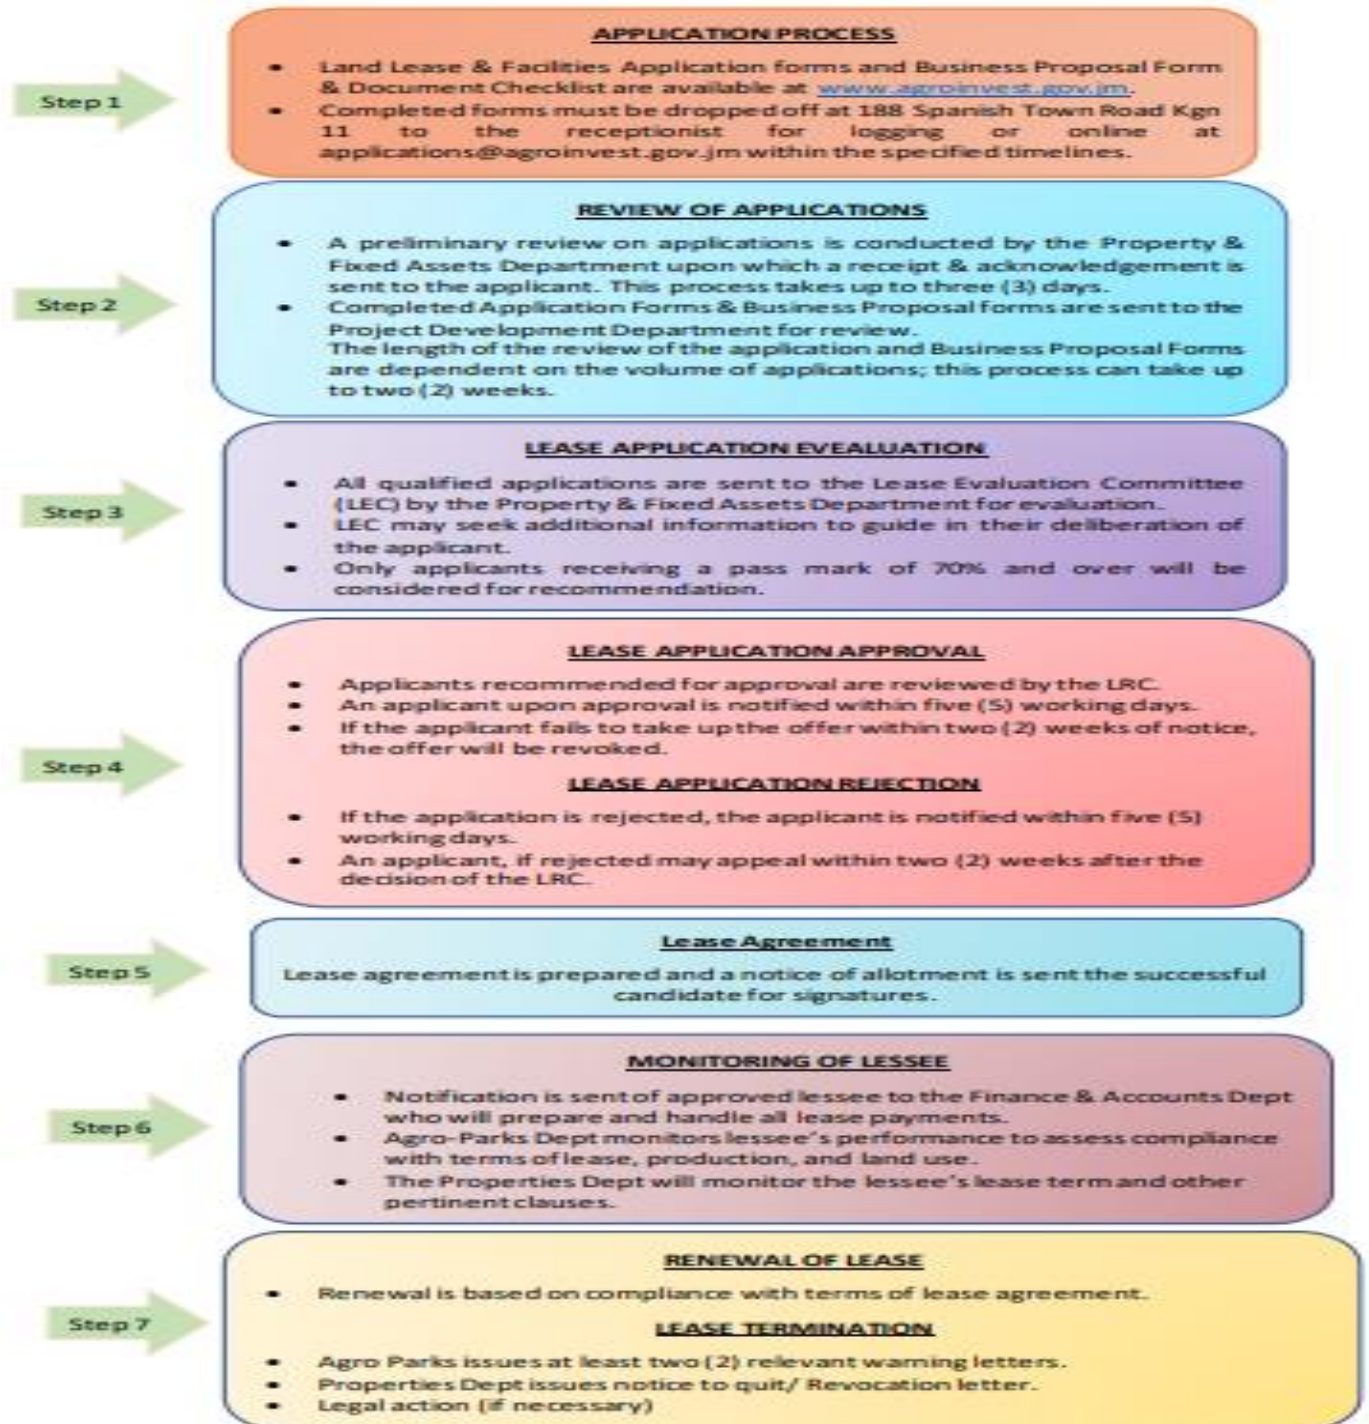 APPLICATION PROCESS
Step 1
• Land Lease & Facilities Application forms and Business Proposal Form
& Document Checklist are available at www.agroinvest.gov.jm.
• Completed forms must be dropped off at 188 Spanish Town Road Kgn
11 to the receptionist for logging or online at
applications@agroinvest.gov.jm within the specified timelines.
REVIEW OF APPLICATIONS
Step 2
• A preliminary review on applications is conducted by the Property &
Fixed Assets Department upon which a receipt & acknowledgement is
sent to the applicant. This process takes up to three (3) days.
• Completed Application Forms & Business Proposal forms are sent to the
Project Development Department for review.
The length of the review of the application and Business Proposal Forms
are dependent on the volume of applications; this process can take up
to two (2) weeks.
LEASE APPLICATION EVEALUATION
Step 3
• All qualified applications are sent to the Lease Evaluation Committee
(LEC) by the Property & Fixed Assets Department for evaluation.
• LEC may seek additional information to guide in their deliberation of
the applicant.
• Only applicants receiving a pass mark of 70% and over will be
considered for recommendation.
LEASE APPLICATION APPROVAL
Step 4
• Applicants recommended for approval are reviewed by the LRC.
• An applicant upon approval is notified within five (5) working days.
• If the applicant fails to take up the offer within two (2) weeks of notice,
the offer will be revoked.
LEASE APPLICATION REJECTION
• If the application is rejected, the applicant is notified within five (5)
working days.
• An applicant, if rejected may appeal within two (2) weeks after the
decision of the LRC.
Lease Agreement
Step 5
Lease agreement is prepared and a notice of allotment is sent the successful
candidate for signatures.
MONITORING OF LESSEE
Step 6
• Notification is sent of approved lessee to the Finance & Accounts Dept
who will prepare and handle all lease payments.
• Agro-Parks Dept monitors lessee's performance to assess compliance
with terms of lease, production, and land use.
• The Properties Dept will monitor the lessee's lease term and other
pertinent clauses.
RENEWAL OF LEASE
Step 7
• Renewal is based on compliance with terms of lease agreement.
LEASE TERMINATION
• Agro Parks issues at least two (2) relevant warning letters.
• Properties Dept issues notice to quit/ Revocation letter.
• Legal action (if necessary)